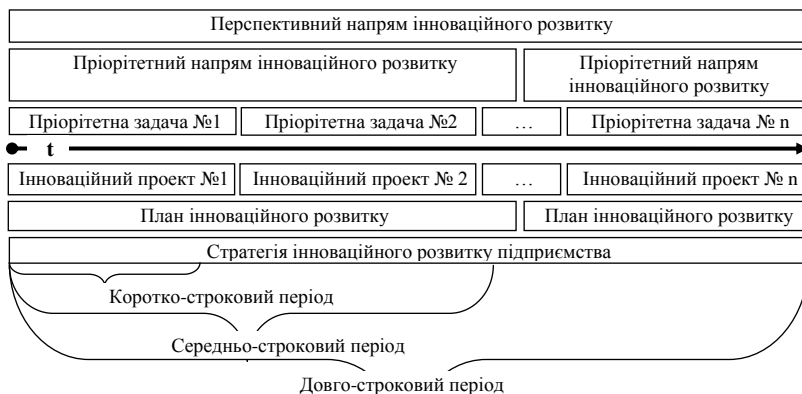 Перспективний напрям інноваційного розвитку
Пріорітетний напрям інноваційного розвитку
Пріорітетний напрям
інноваційного розвитку
Пріорітетна задача №1
Пріорітетна задача №2
…
Пріорітетна задача № n
t
Інноваційний проект №1
Інноваційний проект № 2
…
Інноваційний проект № n
План інноваційного розвитку
План інноваційного розвитку
Стратегія інноваційного розвитку підприємства
Коротко-строковий період
Середньо-строковий період
Довго-строковий період